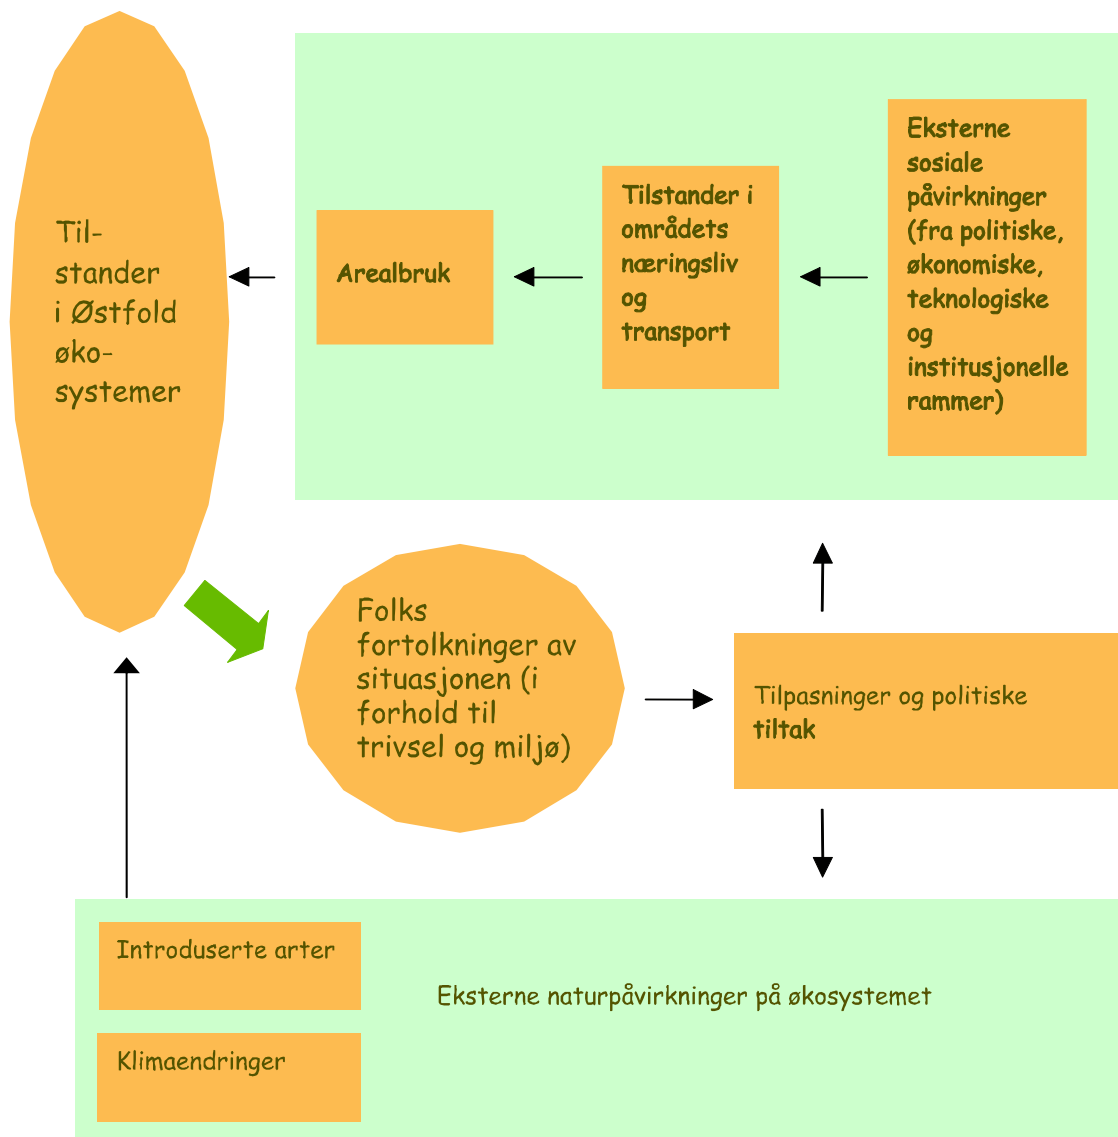 Til-
stander
i Østfold
øko-
systemer
Arealbruk
Tilstander i
områdets
næringsliv
og
transport
Eksterne
sosiale
påvirkninger
(fra politiske,
økonomiske,
teknologiske
og
institusjonelle
rammer)
Folks
fortolkninger av
situasjonen (i
forhold til
trivsel og miljø)
Tilpasninger og politiske
tiltak
Introduserte arter
Eksterne naturpåvirkninger på økosystemet
Klimaendringer